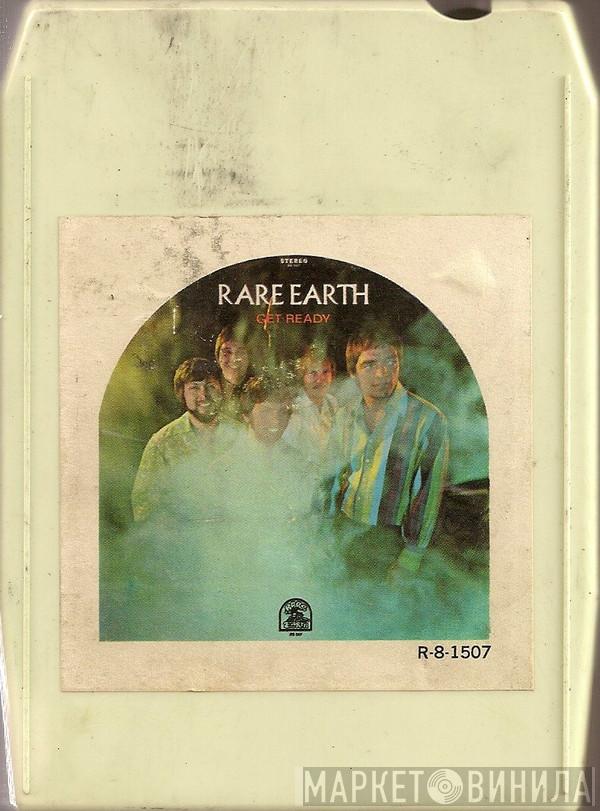 STEREO
RARE EARTH
GET READY
R-8-1507
МАРКЕТ ВИНИЛА